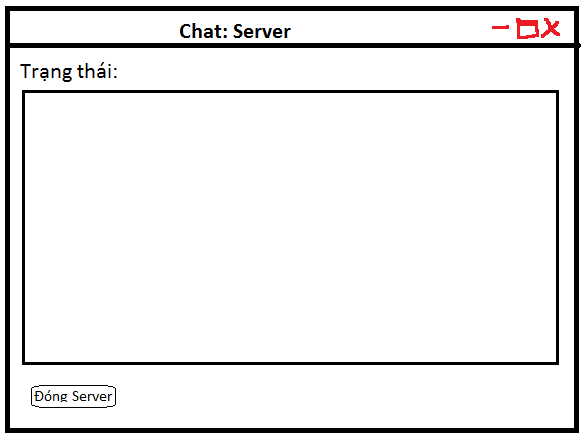 Chat: Server
Trạng thái:
Đóng Server